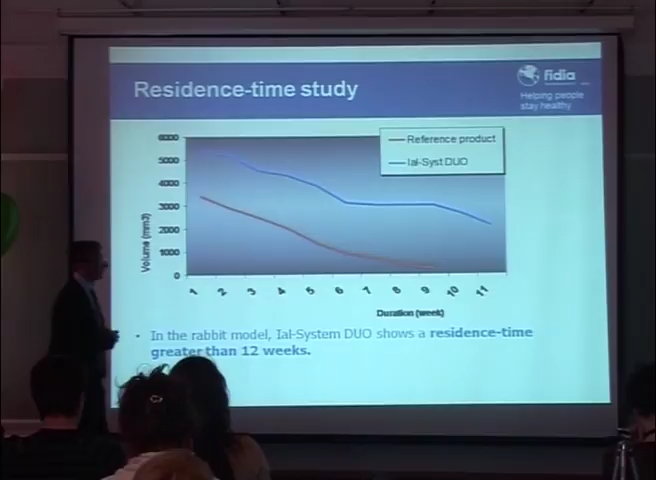 Residence-time study
fidia
Helping people
stay healthy
6000
5000
4000
3000
2000
1000
0
Volume (mm3)
Reference product
Ial-Syst DUO
1 2 3 4 5 6 7 8 9 10 11
Duration (week)
• In the rabbit model, Ial-System DUO shows a residence-time
greater than 12 weeks.